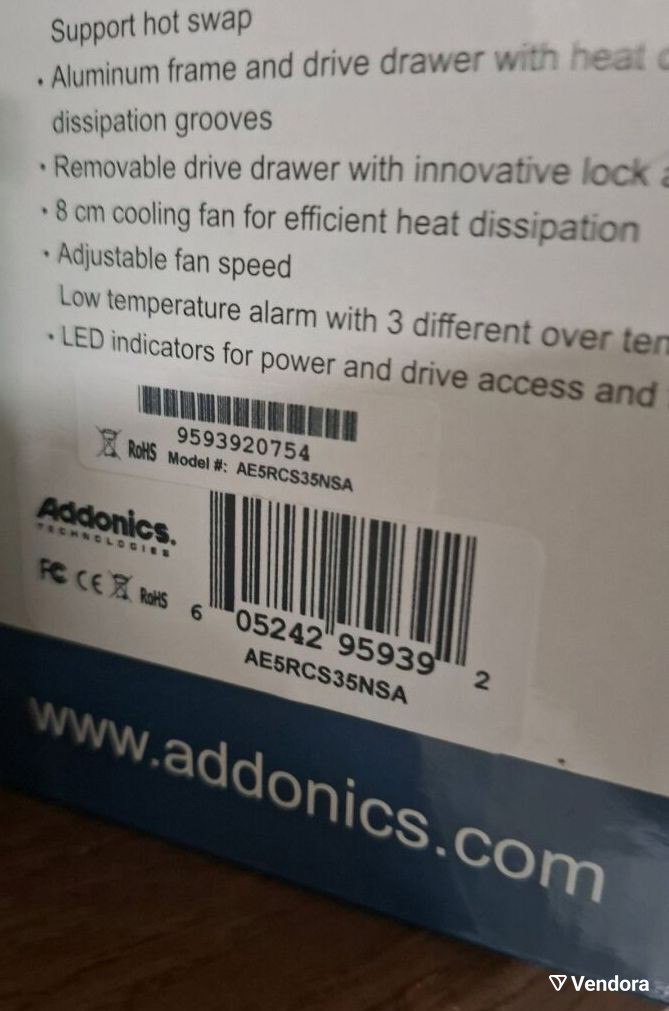 Support hot swap
· Aluminum frame and drive drawer with heat
dissipation grooves
· Removable drive drawer with innovative lock
· 8 cm cooling fan for efficient heat dissipation
· Adjustable fan speed
Low temperature alarm with 3 different over
· LED indicators for power and drive access and
9593920754
RoHS Model #: AE5RCS35NSA
Addonics.
TECHNOLOGIES
FC CE RoHS
6 05242 95939 2
AE5RCS35NSA
www.addonics.com
Vendora